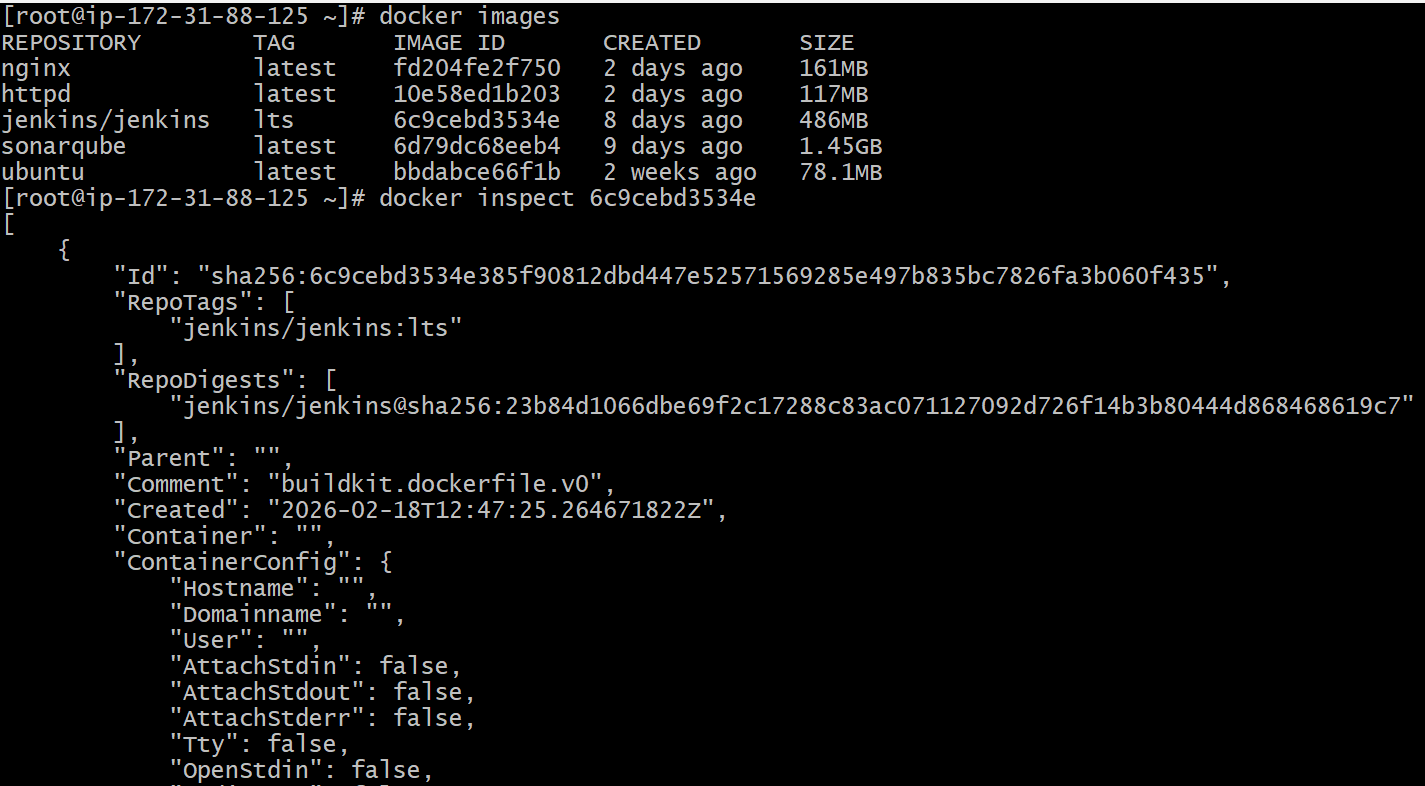 [root@ip-172-31-88-125 ~]# docker images
REPOSITORY        TAG       IMAGE ID       CREATED       SIZE
nginx             latest    fd204fe2f750   2 days ago    161MB
httpd             latest    10e58ed1b203   2 days ago    117MB
jenkins/jenkins   lts       6c9cebd3534e   8 days ago    486MB
sonarqube         latest    6d79dc68eeb4   9 days ago    1.45GB
ubuntu            latest    bbdabce66f1b   2 weeks ago   78.1MB
[root@ip-172-31-88-125 ~]# docker inspect 6c9cebd3534e
[
    {
        "Id": "sha256:6c9cebd3534e385f90812dbd447e52571569285e497b835bc7826fa3b060f435",
        "RepoTags": [
            "jenkins/jenkins:lts"
        ],
        "RepoDigests": [
            "jenkins/jenkins@sha256:23b84d1066dbe69f2c17288c83ac071127092d726f14b3b80444d868468619c7"
        ],
        "Parent": "",
        "Comment": "buildkit.dockerfile.v0",
        "Created": "2026-02-18T12:47:25.264671822Z",
        "Container": "",
        "ContainerConfig": {
            "Hostname": "",
            "Domainname": "",
            "User": "",
            "AttachStdin": false,
            "AttachStdout": false,
            "AttachStderr": false,
            "Tty": false,
            "OpenStdin": false,